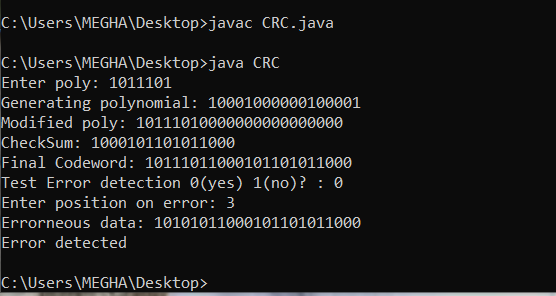 C:\Users\MEGHA\Desktop>javac CRC.java
C:\Users\MEGHA\Desktop>java CRC
Enter poly: 1011101
Generating polynomial: 10001000000100001
Modified poly: 10111010000000000000000
CheckSum: 1000101101011000
Final Codeword: 10111011000101101011000
Test Error detection 0(yes) 1(no)? : 0
Enter position on error: 3
Errorneous data: 10101011000101101011000
Error detected
C:\Users\MEGHA\Desktop>